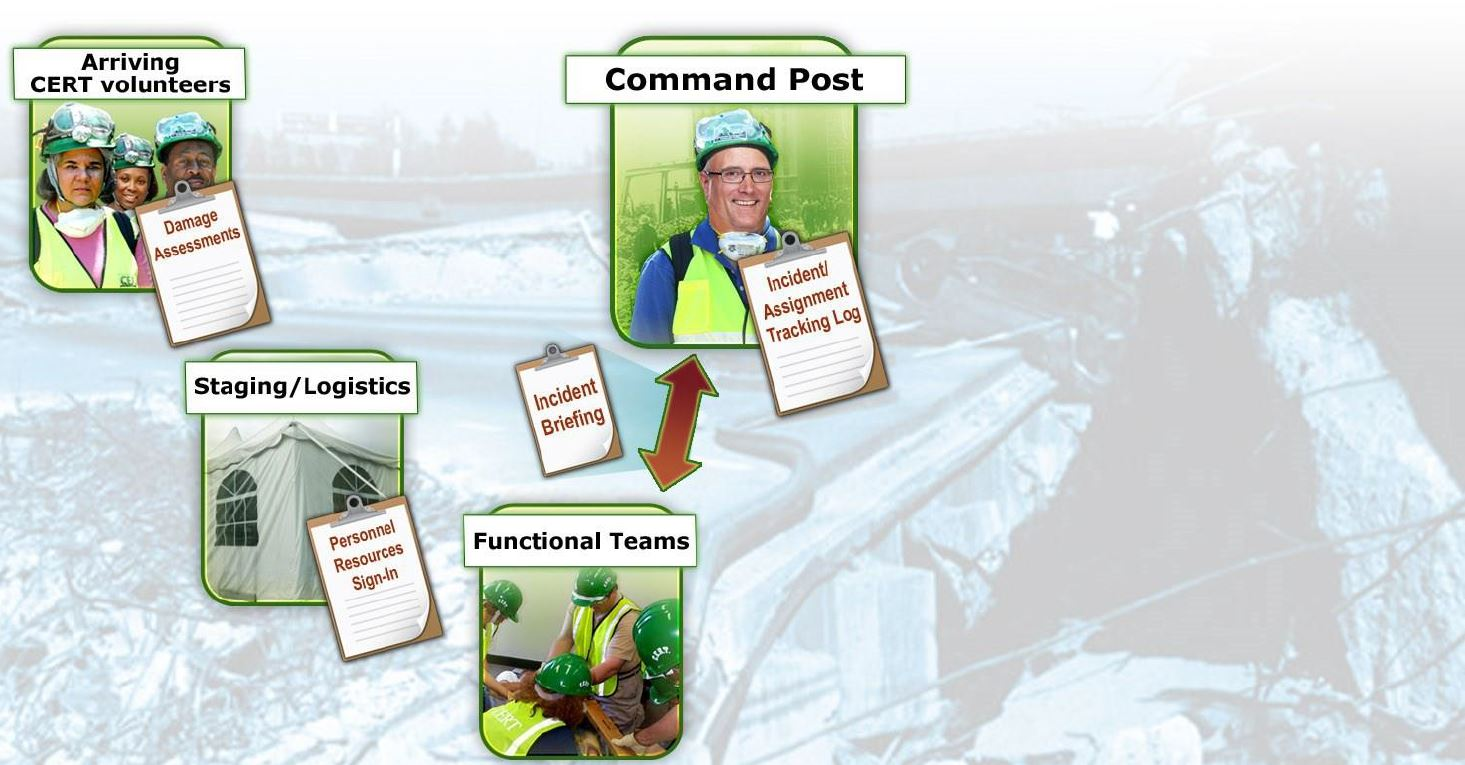 Arriving
CERT volunteers
Damage
Assessments
Command Post
Incident/
Assignment
Tracking Log
Staging/Logistics
Personnel
Resources
Sign-In
Incident
Briefing
Functional Teams
CERT
C.E.R.T.